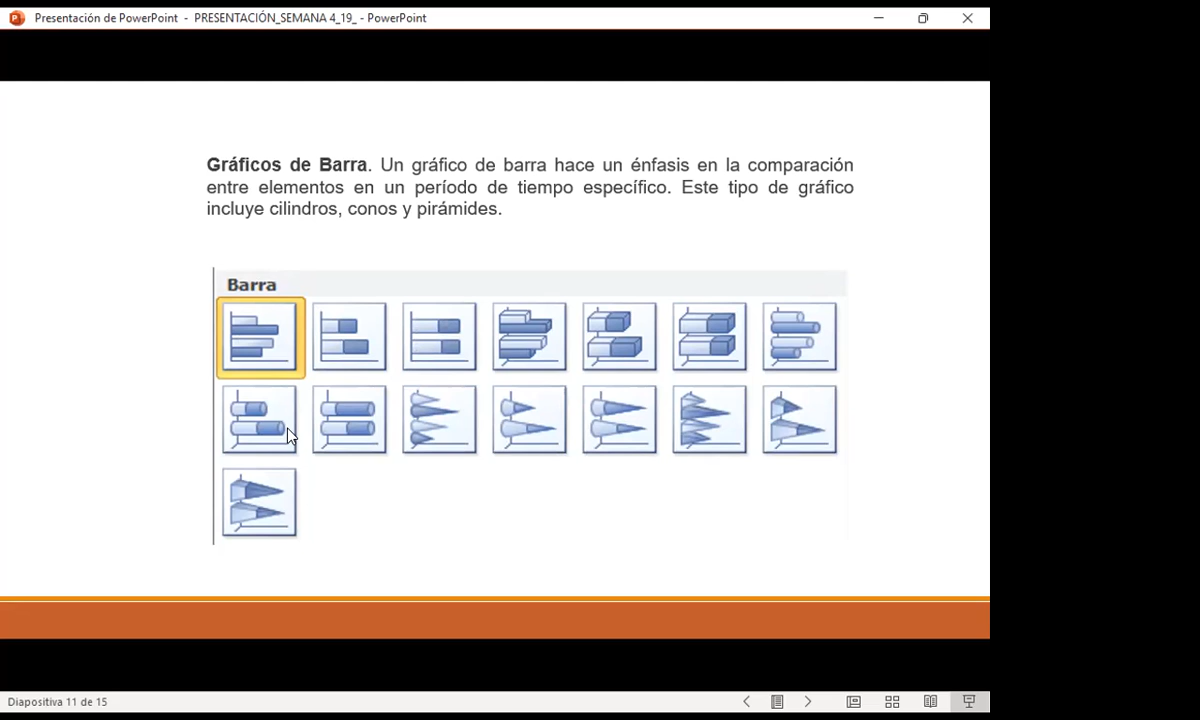 Presentación de PowerPoint - PRESENTACIÓN_SEMANA 4_19_ - PowerPoint
Gráficos de Barra. Un gráfico de barra hace un énfasis en la comparación
entre elementos en un período de tiempo específico. Este tipo de gráfico
incluye cilindros, conos y pirámides.
Barra
Diapositiva 11 de 15